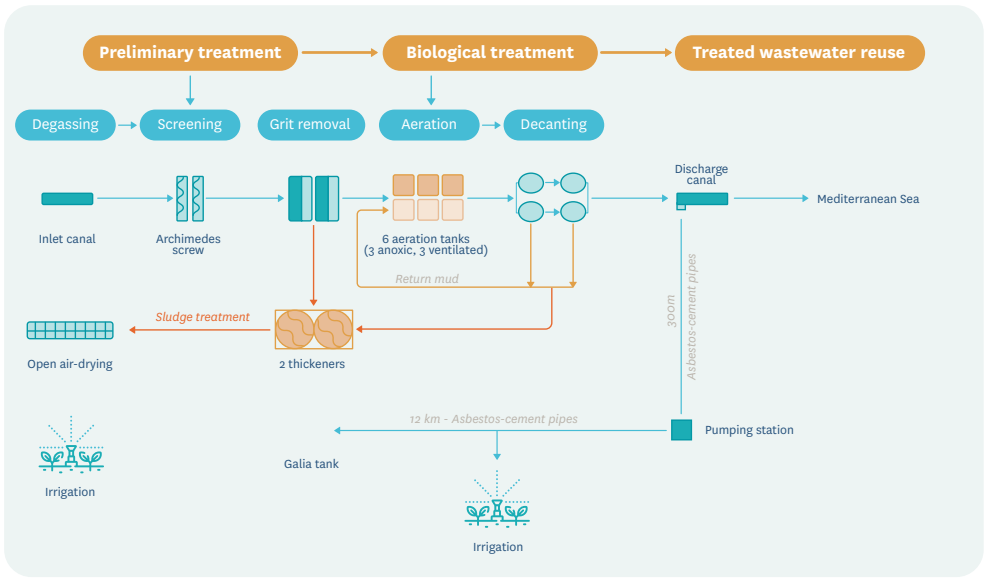 Preliminary treatment
Biological treatment
Treated wastewater reuse
Degassing
Screening
Grit removal
Aeration
Decanting
Discharge
canal
Mediterranean Sea
Inlet canal
Archimedes
screw
6 aeration tanks
(3 anoxic, 3 ventilated)
Return mud
300m
Asbestos-cement pipes
Sludge treatment
Open air-drying
2 thickeners
12 km - Asbestos-cement pipes
Pumping station
Galia tank
Irrigation
Irrigation